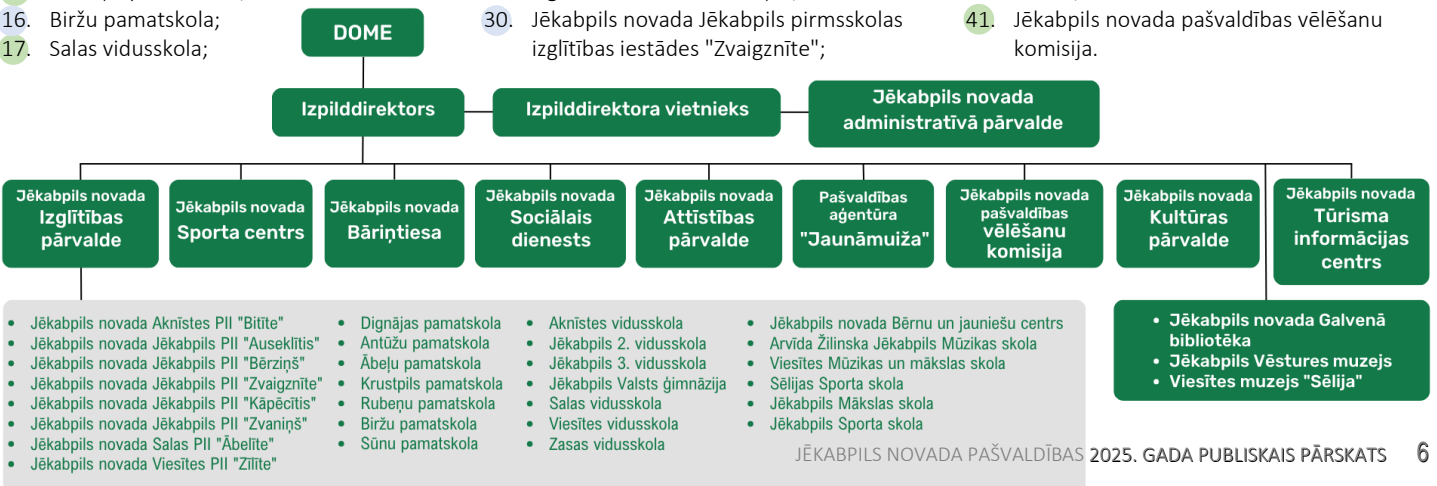 16. Biržu pamatskola;
17. Salas vidusskola;
30. Jēkabpils novada Jēkabpils pirmsskolas
izglītības iestādes "Zvaigznīte";
41. Jēkabpils novada pašvaldības vēlēšanu
komisija.
DOME
Izpilddirektors
Izpilddirektora vietnieks
Jēkabpils novada
administratīvā pārvalde
Jēkabpils novada
Izglītības
pārvalde
Jēkabpils novada
Sporta centrs
Jēkabpils novada
Bāriņtiesa
Jēkabpils novada
Sociālais
dienests
Jēkabpils novada
Attīstības
pārvalde
Pašvaldības
aģentūra
"Jaunāmuiža"
Jēkabpils novada
pašvaldības
vēlēšanu
komisija
Jēkabpils novada
Kultūras
pārvalde
Jēkabpils novada
Tūrisma
informācijas
centrs
• Jēkabpils novada Aknīstes PII "Bitīte"
• Jēkabpils novada Jēkabpils PII "Auseklītis"
• Jēkabpils novada Jēkabpils PII "Bērziņš"
• Jēkabpils novada Jēkabpils PII "Zvaigznīte"
• Jēkabpils novada Jēkabpils PII "Kāpēcītis"
• Jēkabpils novada Jēkabpils PII "Zvaniņš"
• Jēkabpils novada Salas PII "Ābelīte"
• Jēkabpils novada Viesītes PII "Zīlīte"
• Dignājas pamatskola
• Antūžu pamatskola
• Ābeļu pamatskola
• Krustpils pamatskola
• Rubeņu pamatskola
• Biržu pamatskola
• Sūnu pamatskola
• Aknīstes vidusskola
• Jēkabpils 2. vidusskola
• Jēkabpils 3. vidusskola
• Jēkabpils Valsts ģimnāzija
• Salas vidusskola
• Viesītes vidusskola
• Zasas vidusskola
• Jēkabpils novada Bērnu un jauniešu centrs
• Arvīda Žilinska Jēkabpils Mūzikas skola
• Viesītes Mūzikas un mākslas skola
• Sēlijas Sporta skola
• Jēkabpils Mākslas skola
• Jēkabpils Sporta skola
• Jēkabpils novada Galvenā
bibliotēka
• Jēkabpils Vēstures muzejs
• Viesītes muzejs "Sēlija"
JĒKABPILS NOVADA PAŠVALDĪBAS 2025. GADA PUBLISKAIS PĀRSKATS 6